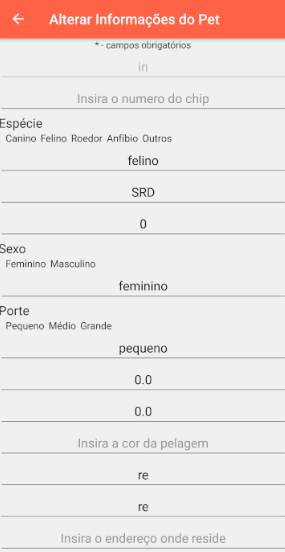 Alterar Informações do Pet
* - campos obrigatórios
in
Insira o numero do chip
Espécie
Canino Felino Roedor Anfíbio Outros
felino
SRD
0
Sexo
Feminino Masculino
feminino
Porte
Pequeno Médio Grande
pequeno
0.0
0.0
Insira a cor da pelagem
re
re
Insira o endereço onde reside